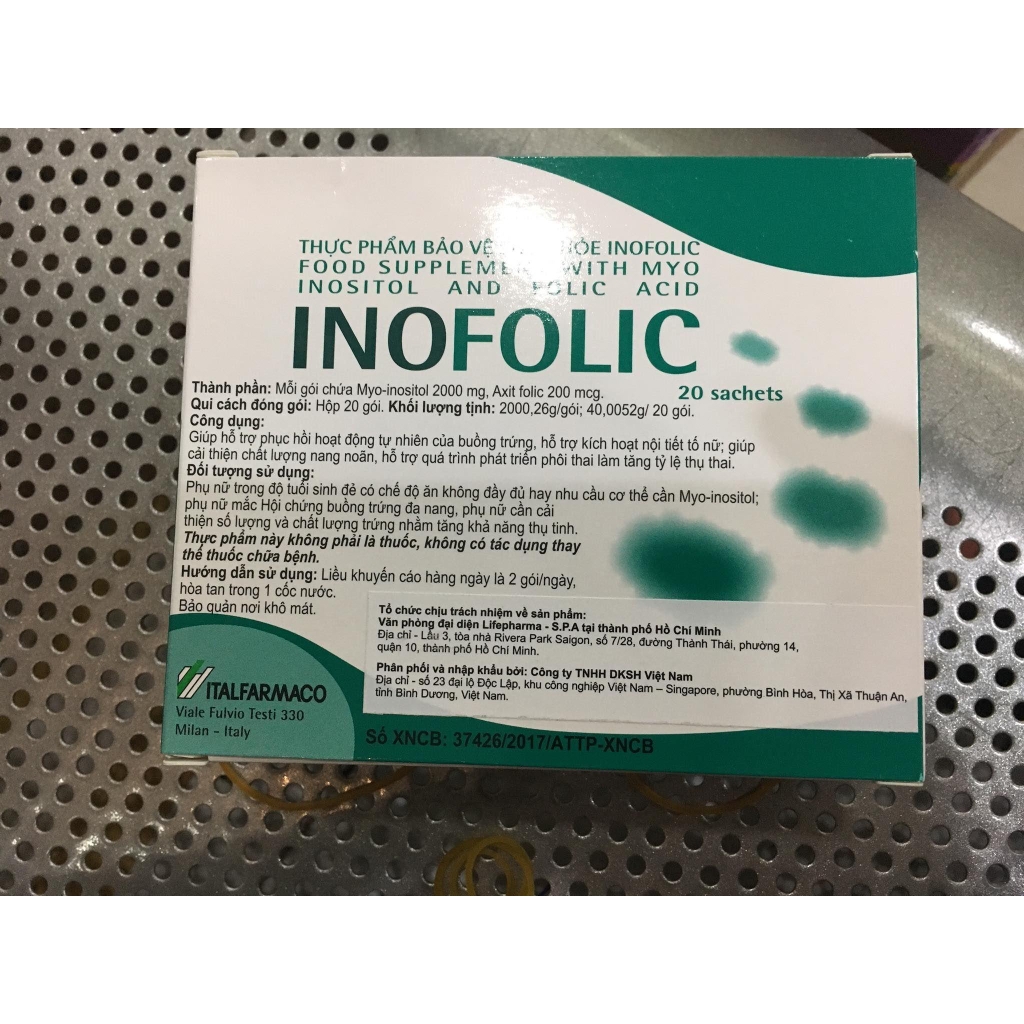 THỰC PHẨM BẢO VỆ HỎE INOFOLIC
FOOD SUPPLEMENT WITH MYO
INOSITOL AND FOLIC ACID
INOFOLIC
20 sachets
Thành phần: Mỗi gói chứa Myo-inositol 2000 mg, Axit folic 200 mcg.
Qui cách đóng gói: Hộp 20 gói. Khối lượng tịnh: 2000,26g/gói; 40,0052g/ 20 gói.
Công dụng:
Giúp hỗ trợ phục hồi hoạt động tự nhiên của buồng trứng, hỗ trợ kích hoạt nội tiết tố nữ; giúp
cải thiện chất lượng nang noãn, hỗ trợ quá trình phát triển phôi thai làm tăng tỷ lệ thụ thai.
Đối tượng sử dụng:
Phụ nữ trong độ tuổi sinh đẻ có chế độ ăn không đầy đủ hay nhu cầu cơ thể cần Myo-inositol;
phụ nữ mắc Hội chứng buồng trứng đa nang, phụ nữ cần cải
thiện số lượng và chất lượng trứng nhằm tăng khả năng thụ tinh.
Thực phẩm này không phải là thuốc, không có tác dụng thay
thế thuốc chữa bệnh.
Hướng dẫn sử dụng: Liều khuyến cáo hàng ngày là 2 gói/ngày,
hòa tan trong 1 cốc nước.
Bảo quản nơi khô mát.
Tổ chức chịu trách nhiệm về sản phẩm:
Văn phòng đại diện Lifepharma - S.P.A tại thành phố Hồ Chí Minh
Địa chỉ - Lầu 3, tòa nhà Rivera Park Saigon, số 7/28, đường Thành Thái, phường 14,
quận 10, thành phố Hồ Chí Minh.
Phân phối và nhập khẩu bởi: Công ty TNHH DKSH Việt Nam
Địa chỉ - số 23 đại lộ Độc Lập, khu công nghiệp Việt Nam – Singapore, phường Bình Hòa, Thị Xã Thuận An,
tỉnh Bình Dương, Việt Nam.
ITALFARMACO
Viale Fulvio Testi 330
Milan - Italy
Số XNCB: 37426/2017/ATTP-XNCB